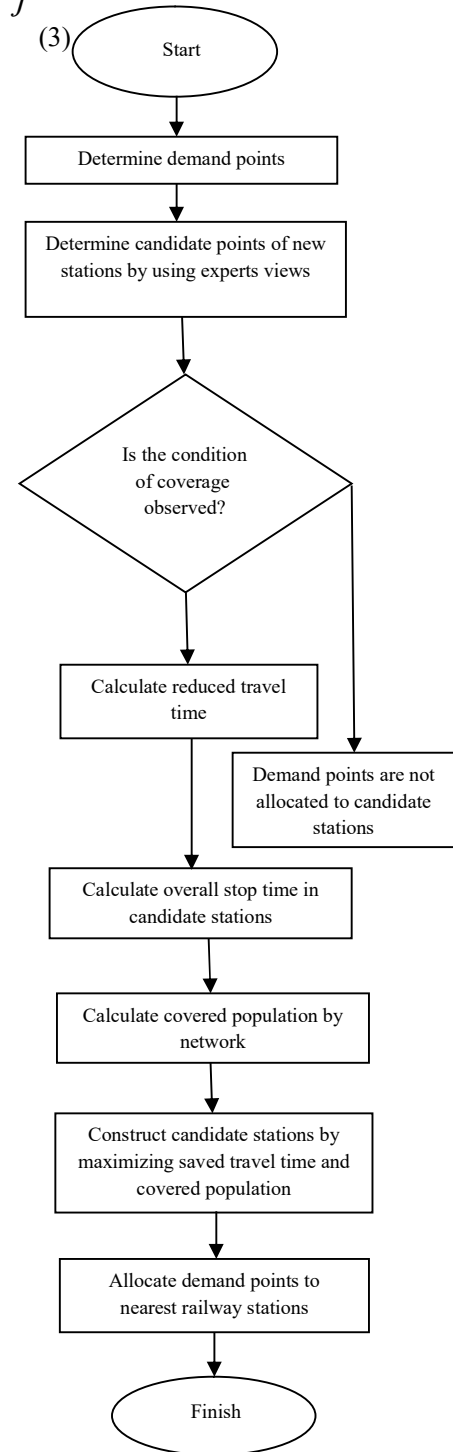 j
(3)
Start
Determine demand points
Determine candidate points of new
stations by using experts views
Is the condition
of coverage
observed?
Calculate reduced travel
time
Demand points are not
allocated to candidate
stations
Calculate overall stop time in
candidate stations
Calculate covered population by
network
Construct candidate stations by
maximizing saved travel time and
covered population
Allocate demand points to
nearest railway stations
Finish